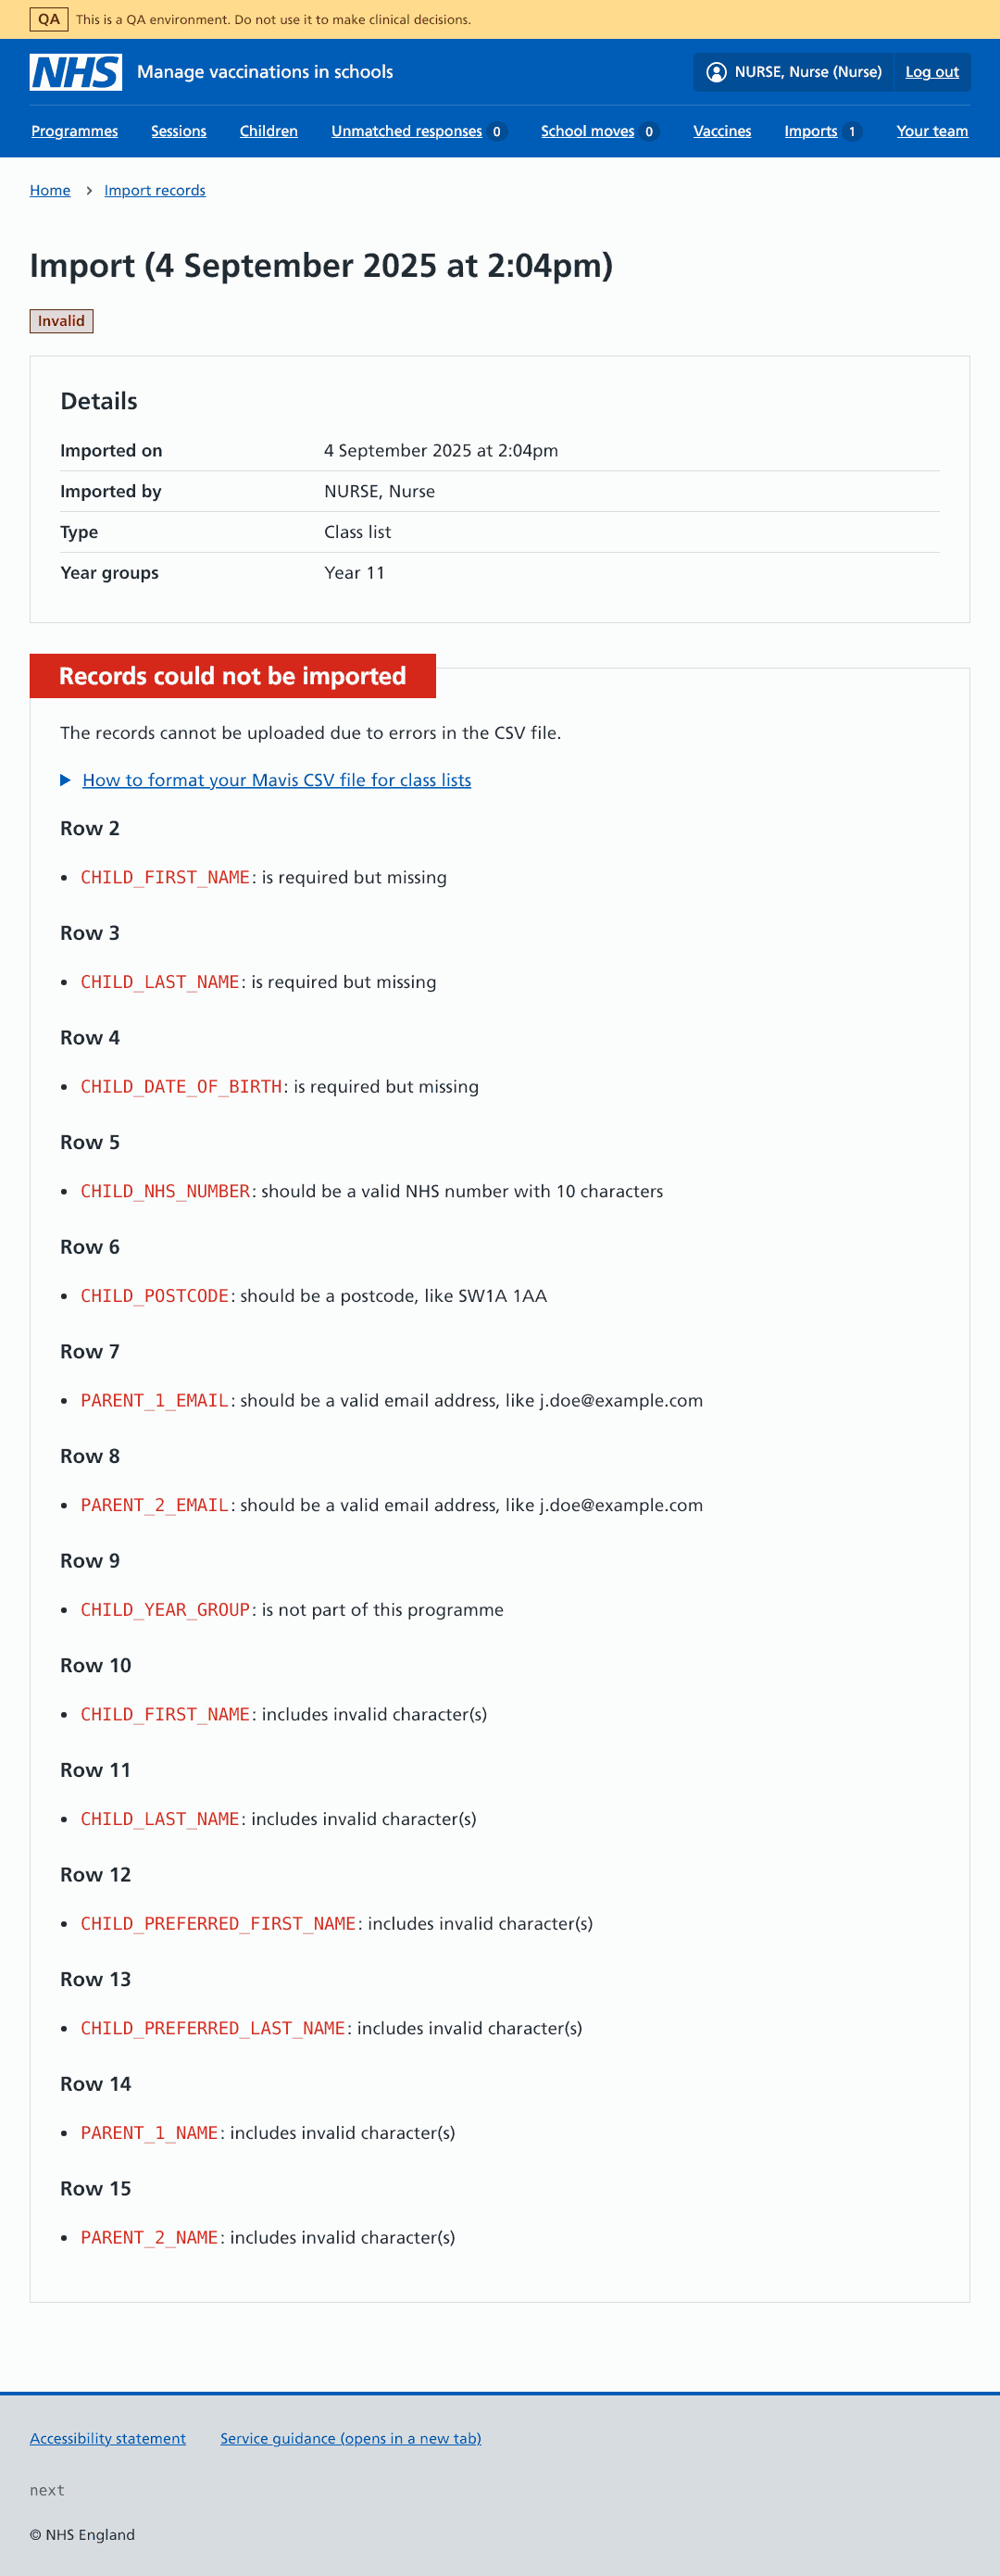 QA This is a QA environment. Do not use it to make clinical decisions.
NHS Manage vaccinations in schools NURSE, Nurse (Nurse) Log out
Programmes Sessions Children Unmatched responses 0 School moves 0 Vaccines Imports 1 Your team
Home Import records
Import (4 September 2025 at 2:04pm)
Invalid
Details
Imported on 4 September 2025 at 2:04pm
Imported by NURSE, Nurse
Type Class list
Year groups Year 11
Records could not be imported
The records cannot be uploaded due to errors in the CSV file.
How to format your Mavis CSV file for class lists
Row 2
• CHILD_FIRST_NAME: is required but missing
Row 3
• CHILD_LAST_NAME: is required but missing
Row 4
• CHILD_DATE_OF_BIRTH: is required but missing
Row 5
• CHILD_NHS_NUMBER: should be a valid NHS number with 10 characters
Row 6
• CHILD_POSTCODE: should be a postcode, like SW1A 1AA
Row 7
• PARENT_1_EMAIL: should be a valid email address, like j.doe@example.com
Row 8
• PARENT_2_EMAIL: should be a valid email address, like j.doe@example.com
Row 9
• CHILD_YEAR_GROUP: is not part of this programme
Row 10
• CHILD_FIRST_NAME: includes invalid character(s)
Row 11
• CHILD_LAST_NAME: includes invalid character(s)
Row 12
• CHILD_PREFERRED_FIRST_NAME: includes invalid character(s)
Row 13
• CHILD_PREFERRED_LAST_NAME: includes invalid character(s)
Row 14
• PARENT_1_NAME: includes invalid character(s)
Row 15
• PARENT_2_NAME: includes invalid character(s)
Accessibility statement Service guidance (opens in a new tab)
next
© NHS England